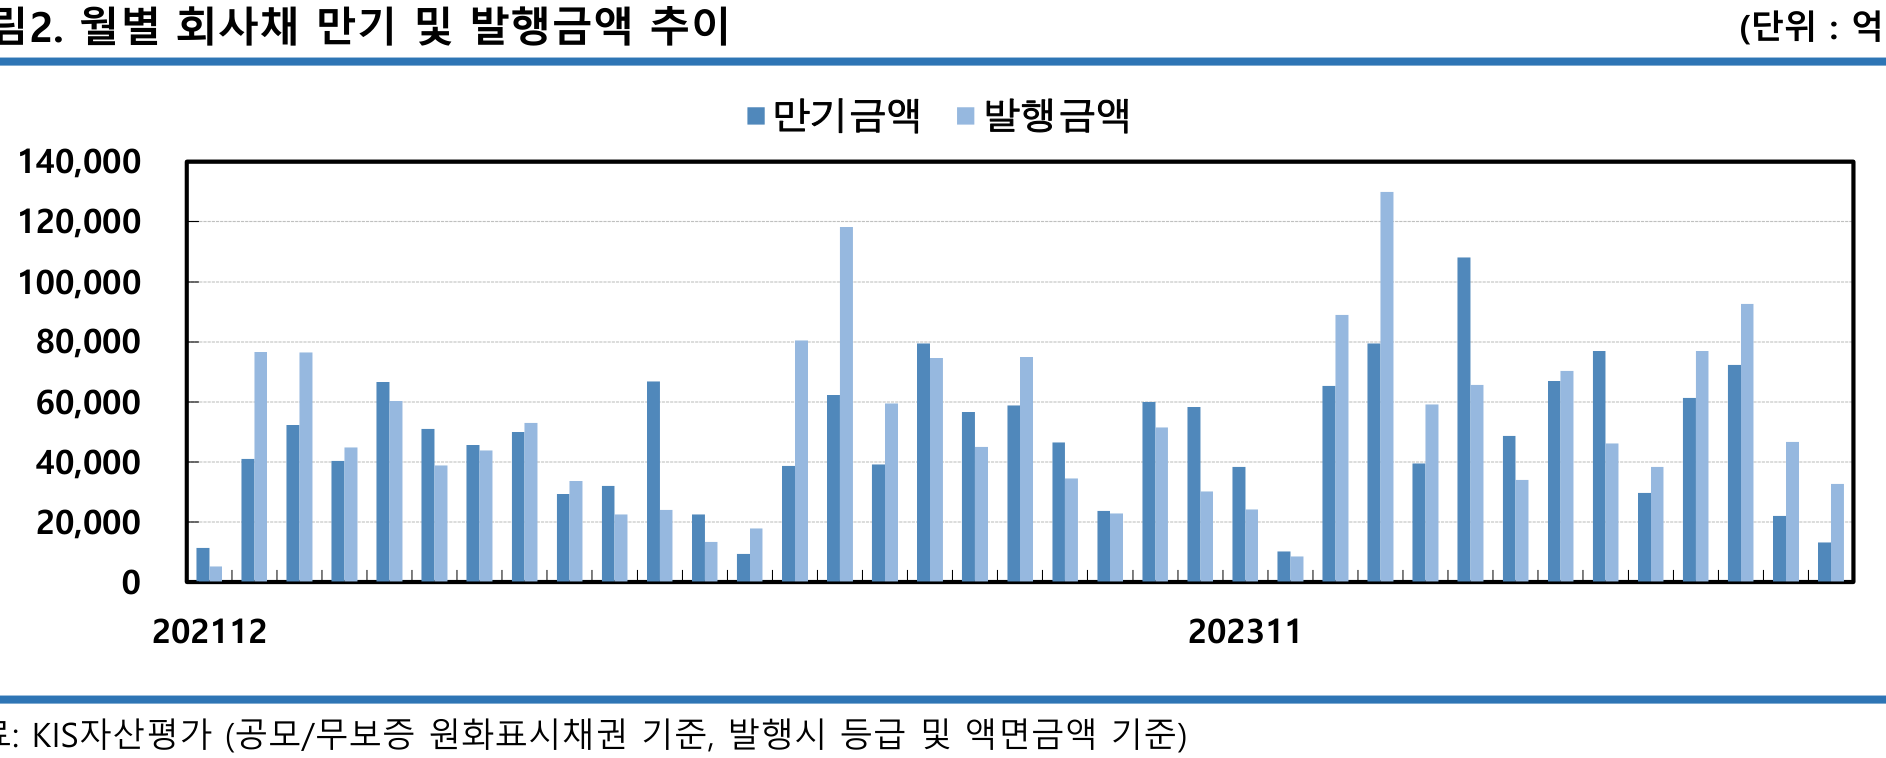 림2. 월별 회사채 만기 및 발행금액 추이
(단위 : 억
만기금액 발행금액
140,000
120,000
100,000
80,000
60,000
40,000
20,000
0
202112 202311
료: KIS자산평가 (공모/무보증 원화표시채권 기준, 발행시 등급 및 액면금액 기준)